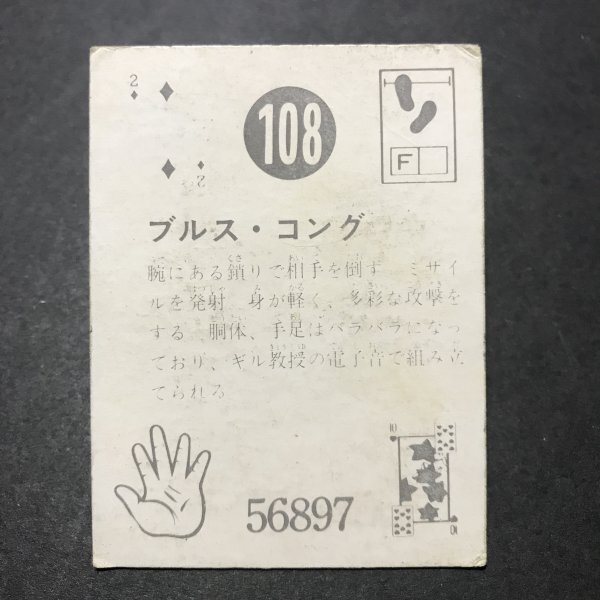 2
108
F
2
ブルス・コング
腕にある鎖りで相手を倒す ミサイ
ルを発射 身が軽く、多彩な攻撃を
する 胴体、手足はバラバラになっ
ており、ギル教授の電子音で組み立
てられる
10
56897
10